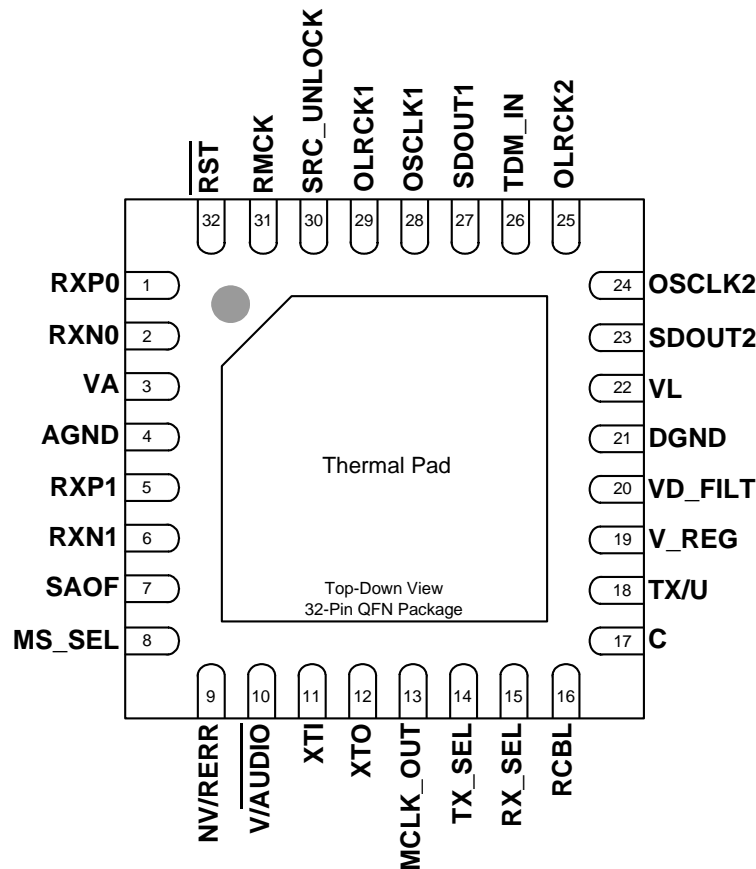 RST
RMCK
SRC_UNLOCK
OLRCK1
OSCLK1
SDOUT1
TDM_IN
OLRCK2
32
31
30
29
28
27
26
25
RXP0 1
RXN0 2
VA 3
AGND 4
RXP1 5
RXN1 6
SAOF 7
MS_SEL 8
24 OSCLK2
23 SDOUT2
22 VL
21 DGND
20 VD_FILT
19 V_REG
18 TX/U
17 C
Thermal Pad
Top-Down View
32-Pin QFN Package
9
10
11
12
13
14
15
16
NV/RERR
V/AUDIO
XTI
XTO
MCLK_OUT
TX_SEL
RX_SEL
RCBL